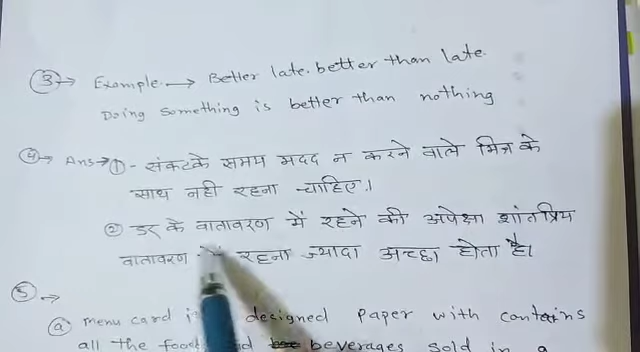 ③→ Example → Better late. better than late.
Doing something is better than nothing
④→ Ans→① - संकटके समय मदद न करने वाले मित्र के
साथ नही रहना चाहिए।
② डर के वातावरण में रहने की अपेक्षा शांतप्रिय
वातावरण में रहना ज्यादा अच्छा होता है।
⑤→
ⓐ menu card designed paper with contains
all the food beverages sold in a